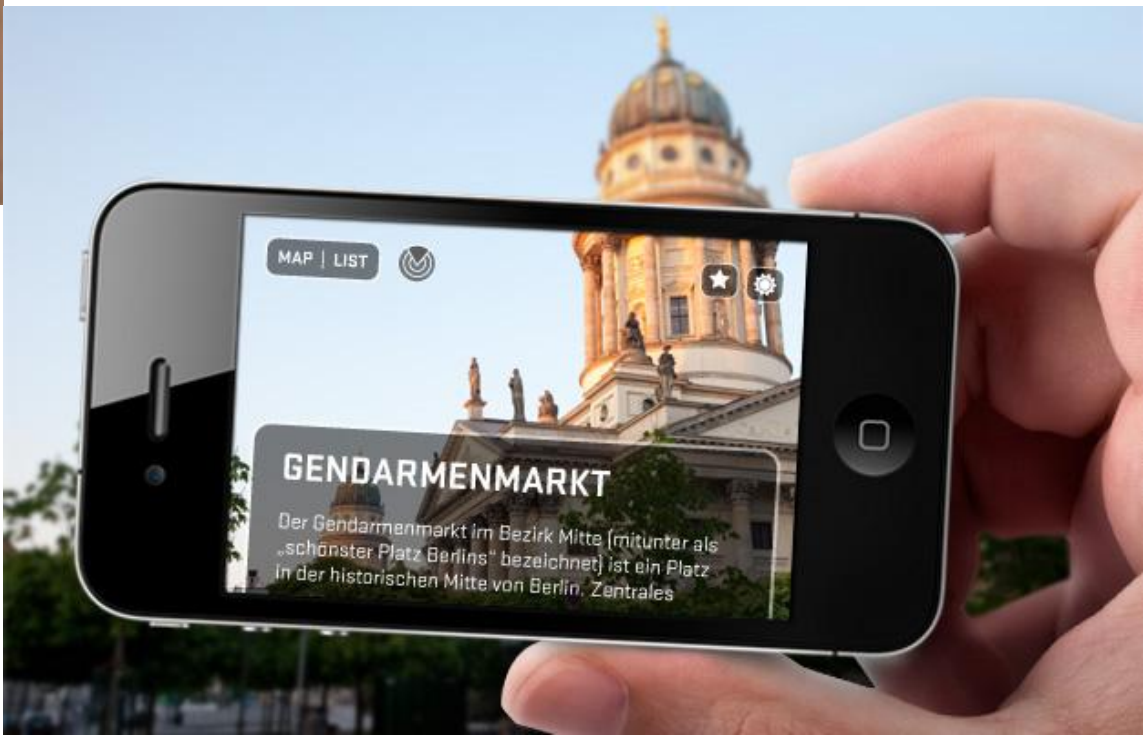 MAP | LIST
GENDARMENMARKT
Der Gendarmenmarkt im Bezirk Mitte (mitunter als
„schönster Platz Berlins“ bezeichnet) ist ein Platz
in der historischen Mitte von Berlin. Zentrales